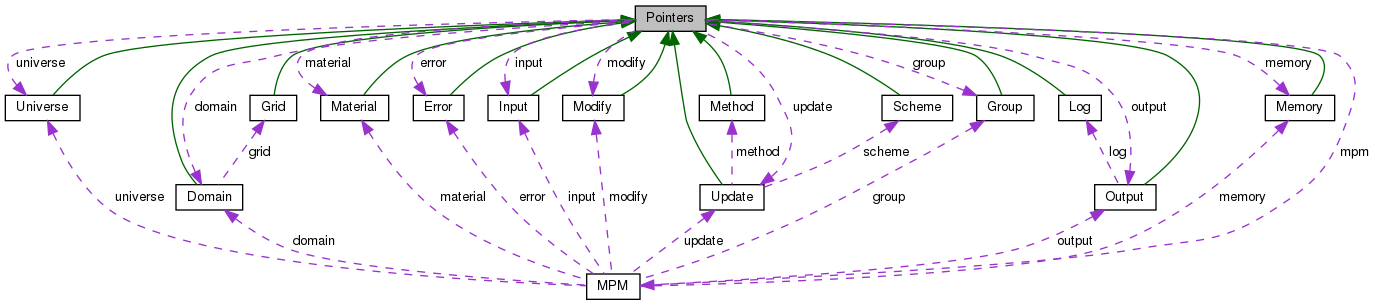 Pointers
universe material error input modify group memory
Universe Grid Material Error Input Modify Method Scheme Group Log Memory
domain update output
grid method scheme log mpm
Domain Update Output
universe material error input modify group memory
domain update output
MPM